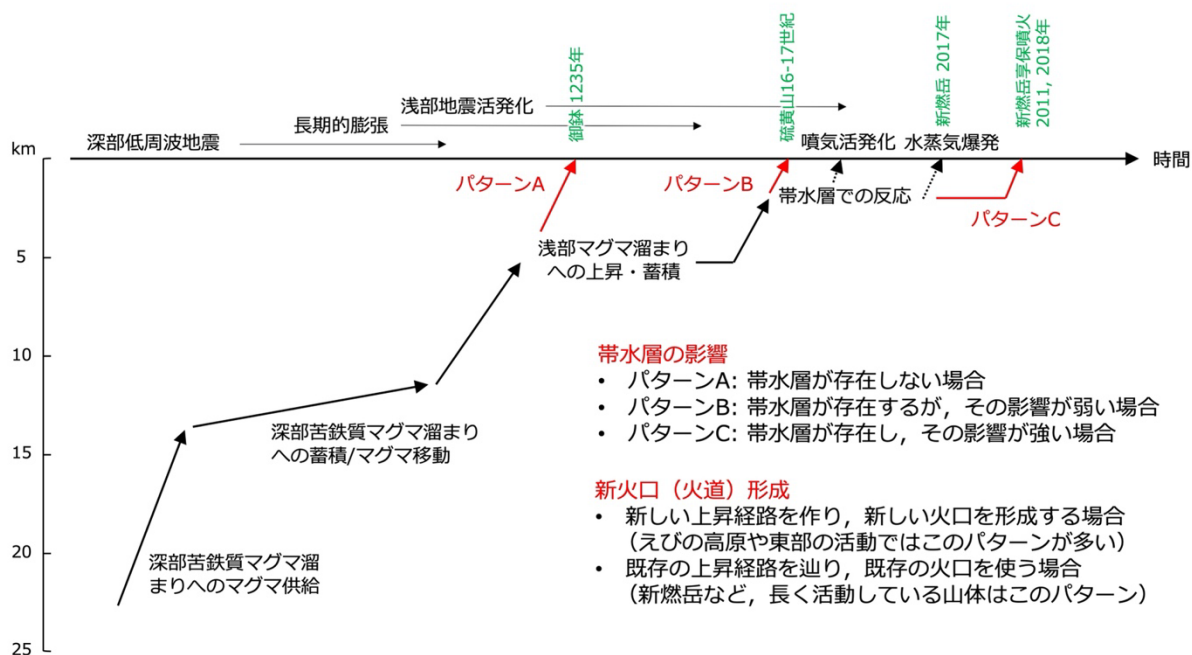 御鉢 1235年
硫黄山16-17世紀
新燃岳 2017年
新燃岳享保噴火
2011, 2018年
浅部地震活発化
長期的膨張
深部低周波地震
噴気活発化
水蒸気爆発
km
時間
パターンA
パターンB
帯水層での反応
パターンC
5
浅部マグマ溜まり
への上昇・蓄積
10
15
20
25
深部苦鉄質マグマ溜まり
への蓄積/マグマ移動
深部苦鉄質マグマ溜
まりへのマグマ供給
帯水層の影響
• パターンA: 帯水層が存在しない場合
• パターンB: 帯水層が存在するが，その影響が弱い場合
• パターンC: 帯水層が存在し，その影響が強い場合
新火口（火道）形成
• 新しい上昇経路を作り，新しい火口を形成する場合
（えびの高原や東部の活動ではこのパターンが多い）
• 既存の上昇経路を辿り，既存の火口を使う場合
（新燃岳など，長く活動している山体はこのパターン）